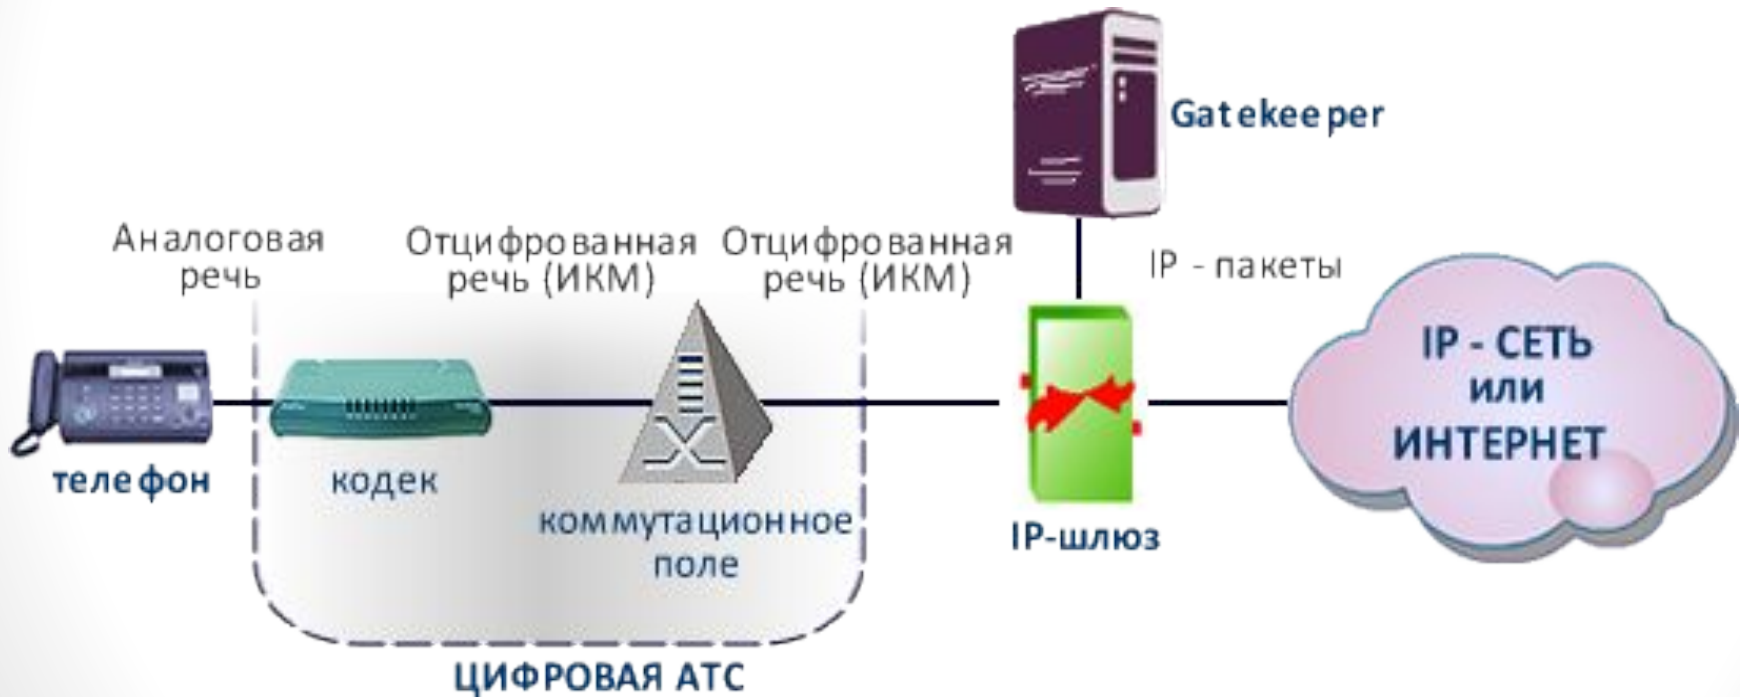 Gatekeeper
Аналоговая
речь
Отцифрованная
речь (ИКМ)
Отцифрованная
речь (ИКМ)
IP - пакеты
IP - СЕТЬ
или
ИНТЕРНЕТ
телефон
кодек
коммутационное
поле
IP-шлюз
ЦИФРОВАЯ АТС